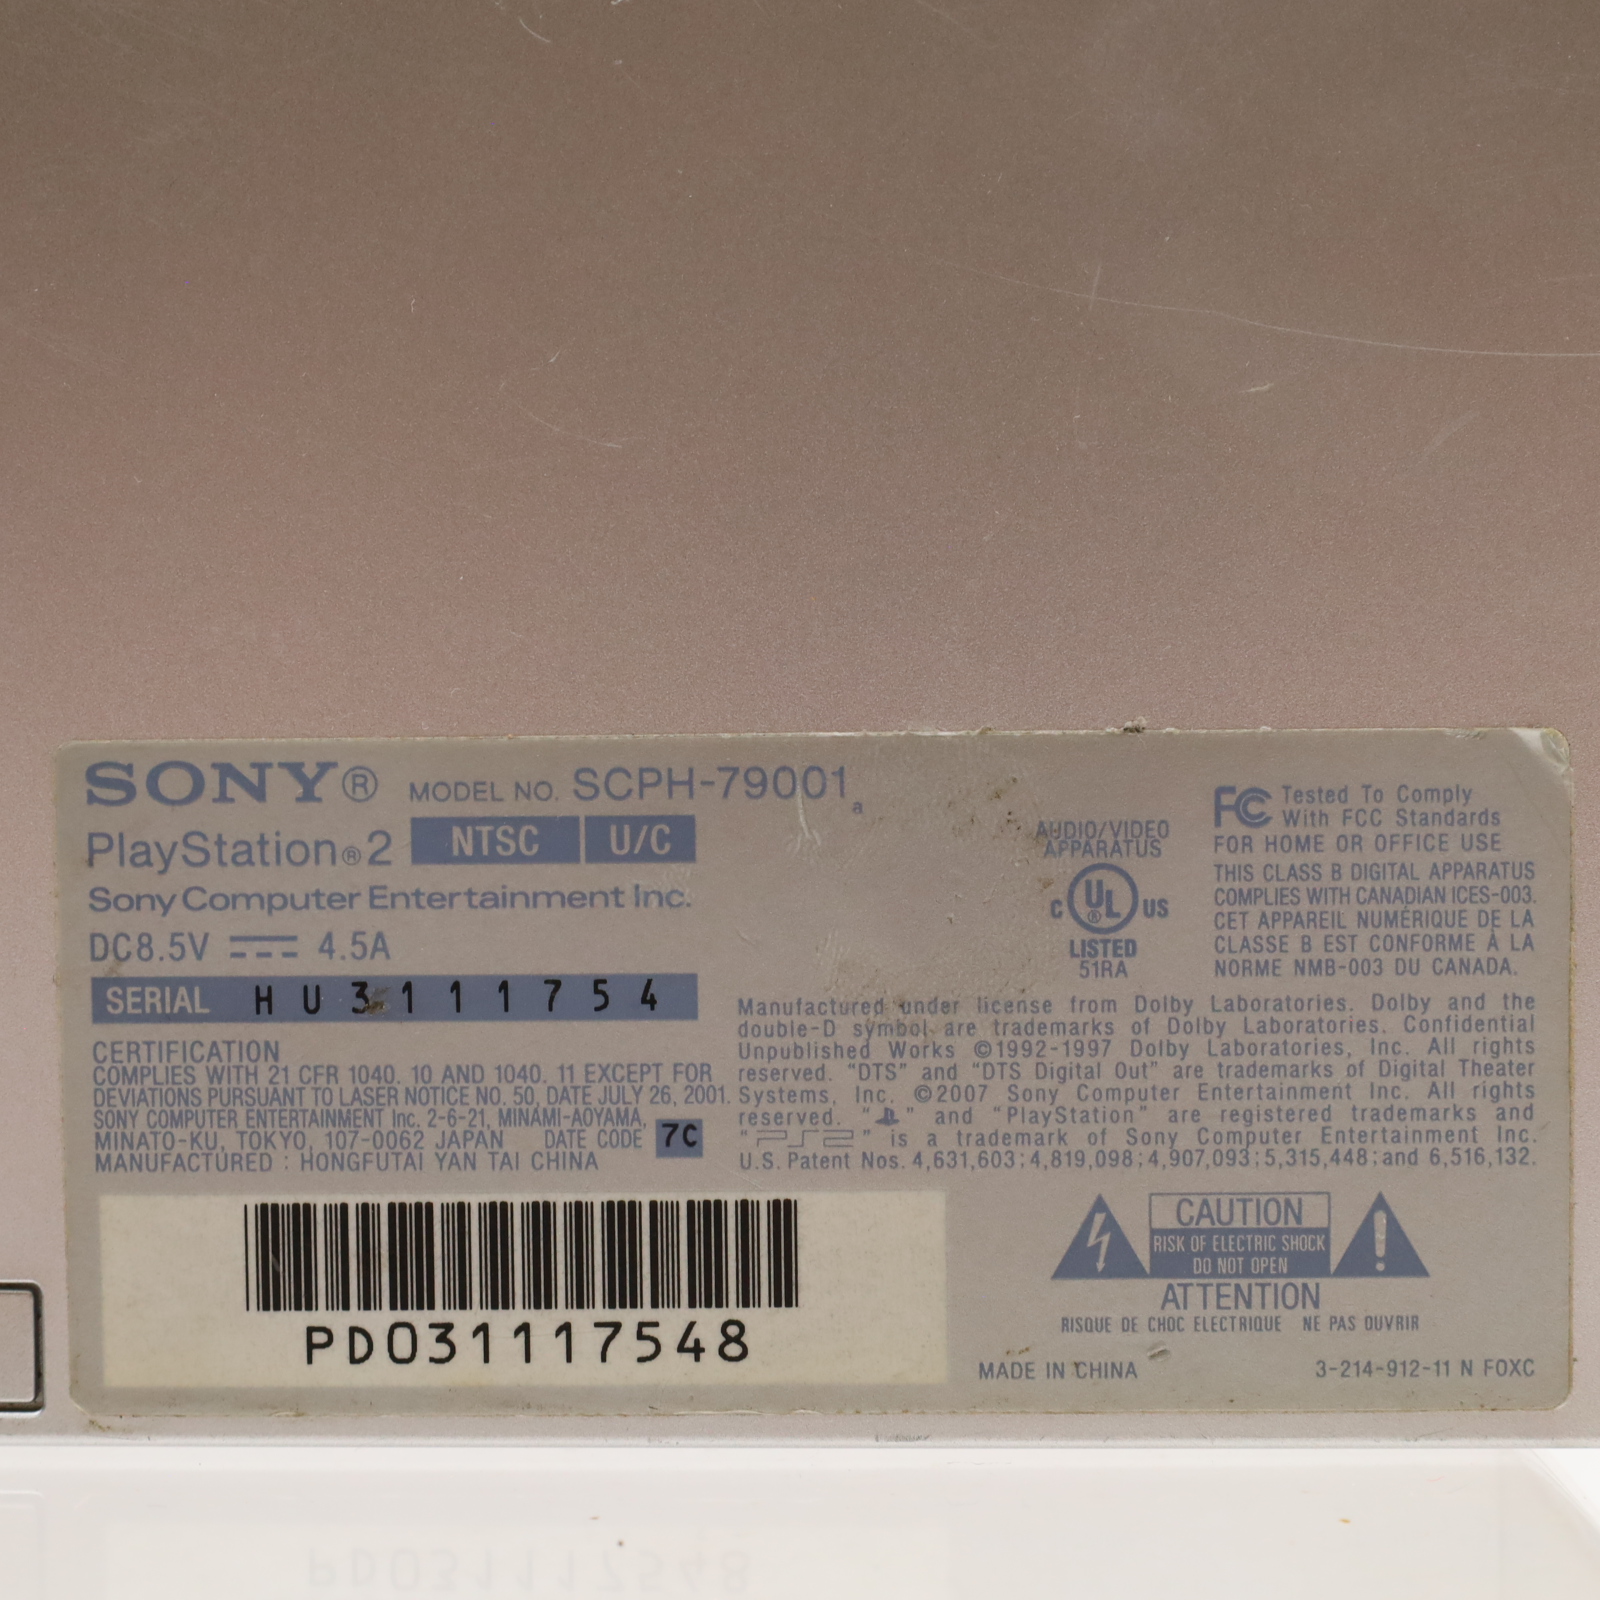 SONY® MODEL NO. SCPH-79001 a
PlayStation®2 NTSC U/C
Sony Computer Entertainment Inc.
DC8.5V 4.5A
SERIAL HU3111754
CERTIFICATION
COMPLIES WITH 21 CFR 1040. 10 AND 1040. 11 EXCEPT FOR
DEVIATIONS PURSUANT TO LASER NOTICE NO. 50, DATE JULY 26, 2001.
SONY COMPUTER ENTERTAINMENT Inc. 2-6-21, MINAMI-AOYAMA,
MINATO-KU, TOKYO, 107-0062 JAPAN DATE CODE 7C
MANUFACTURED : HONGFUTAI YAN TAI CHINA
PD031117548
AUDIO/VIDEO
APPARATUS
C UL® US
LISTED
51RA
FC Tested To Comply
With FCC Standards
FOR HOME OR OFFICE USE
THIS CLASS B DIGITAL APPARATUS
COMPLIES WITH CANADIAN ICES-003.
CET APPAREIL NUMÉRIQUE DE LA
CLASSE B EST CONFORME À LA
NORME NMB-003 DU CANADA.
Manufactured under license from Dolby Laboratories. Dolby and the
double-D symbol are trademarks of Dolby Laboratories. Confidential
Unpublished Works ©1992-1997 Dolby Laboratories, Inc. All rights
reserved. “DTS” and “DTS Digital Out” are trademarks of Digital Theater
Systems, Inc. ©2007 Sony Computer Entertainment Inc. All rights
reserved. “ ” and “PlayStation” are registered trademarks and
“PS2” is a trademark of Sony Computer Entertainment Inc.
U.S. Patent Nos. 4,631,603;4,819,098;4,907,093;5,315,448;and 6,516,132.
CAUTION
RISK OF ELECTRIC SHOCK
DO NOT OPEN
ATTENTION
RISQUE DE CHOC ELECTRIQUE NE PAS OUVRIR
MADE IN CHINA 3-214-912-11 N FOXC